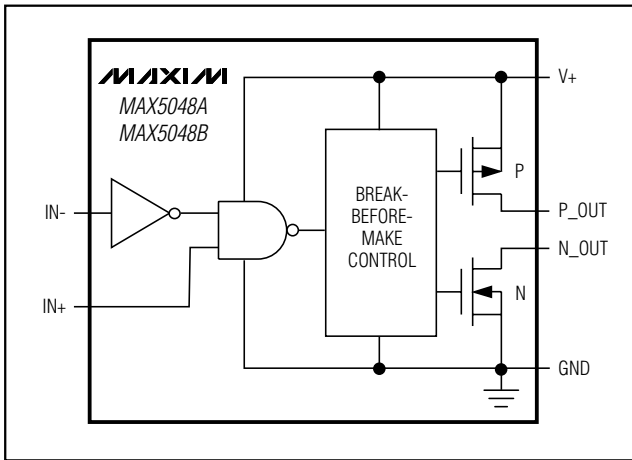 MAXIM
MAX5048A
MAX5048B
V+
P
BREAK-
BEFORE-
MAKE
CONTROL
IN-
P_OUT
N_OUT
N
IN+
GND